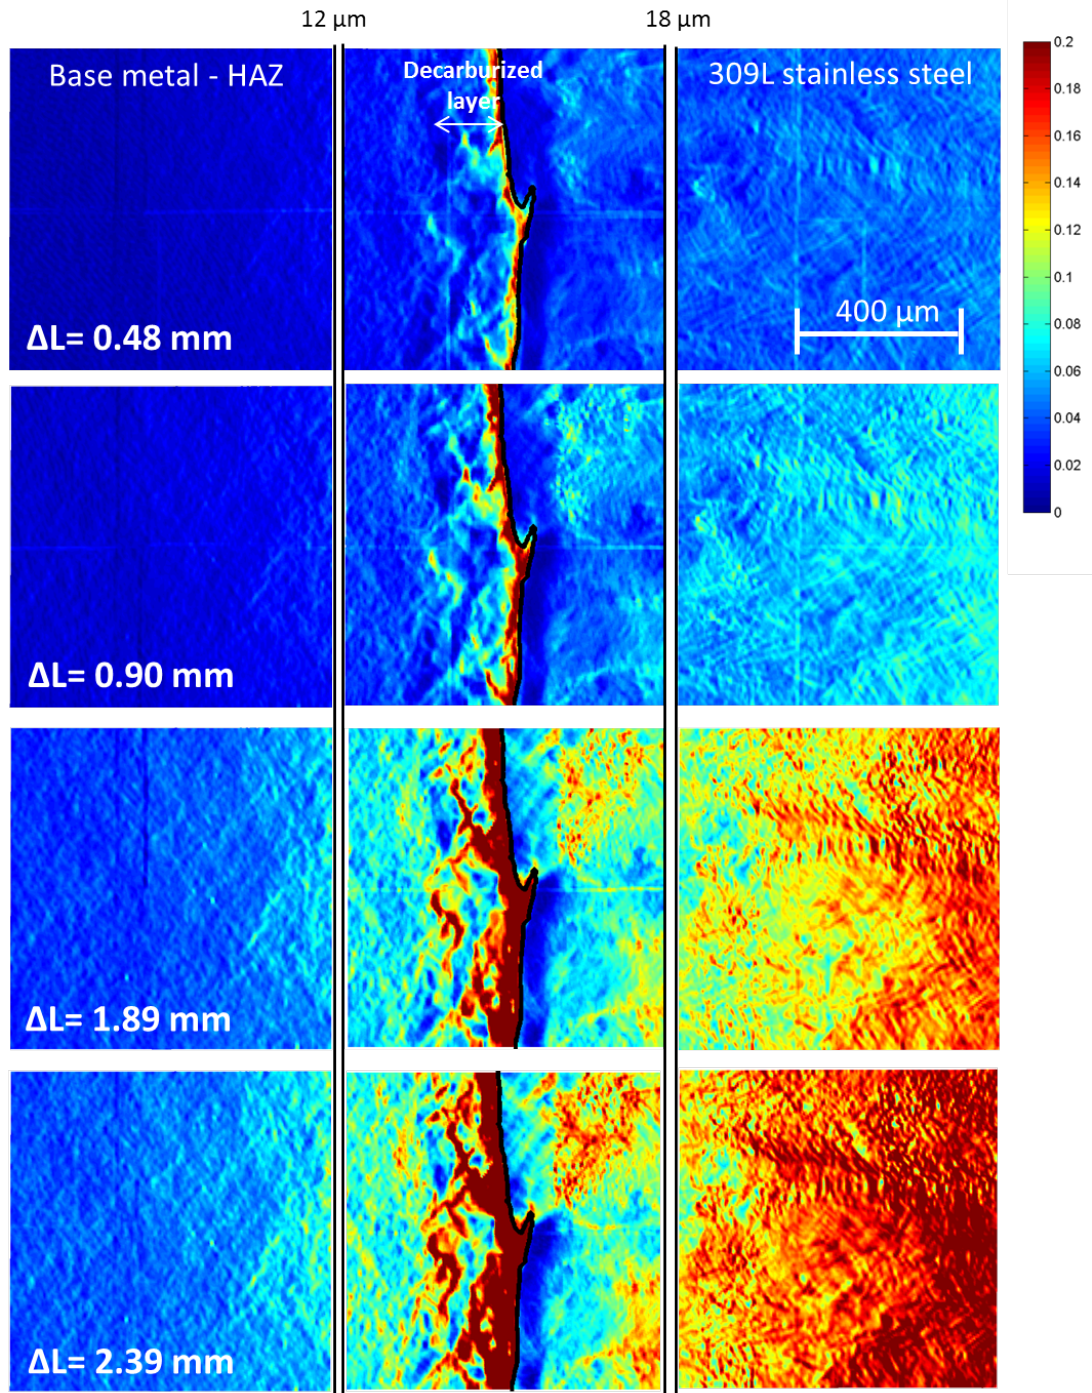 12 µm
18 µm
Base metal - HAZ
Decarburized
layer
309L stainless steel
400 µm
ΔL= 0.48 mm
ΔL= 0.90 mm
ΔL= 1.89 mm
ΔL= 2.39 mm
0.2
0.18
0.16
0.14
0.12
0.1
0.08
0.06
0.04
0.02
0